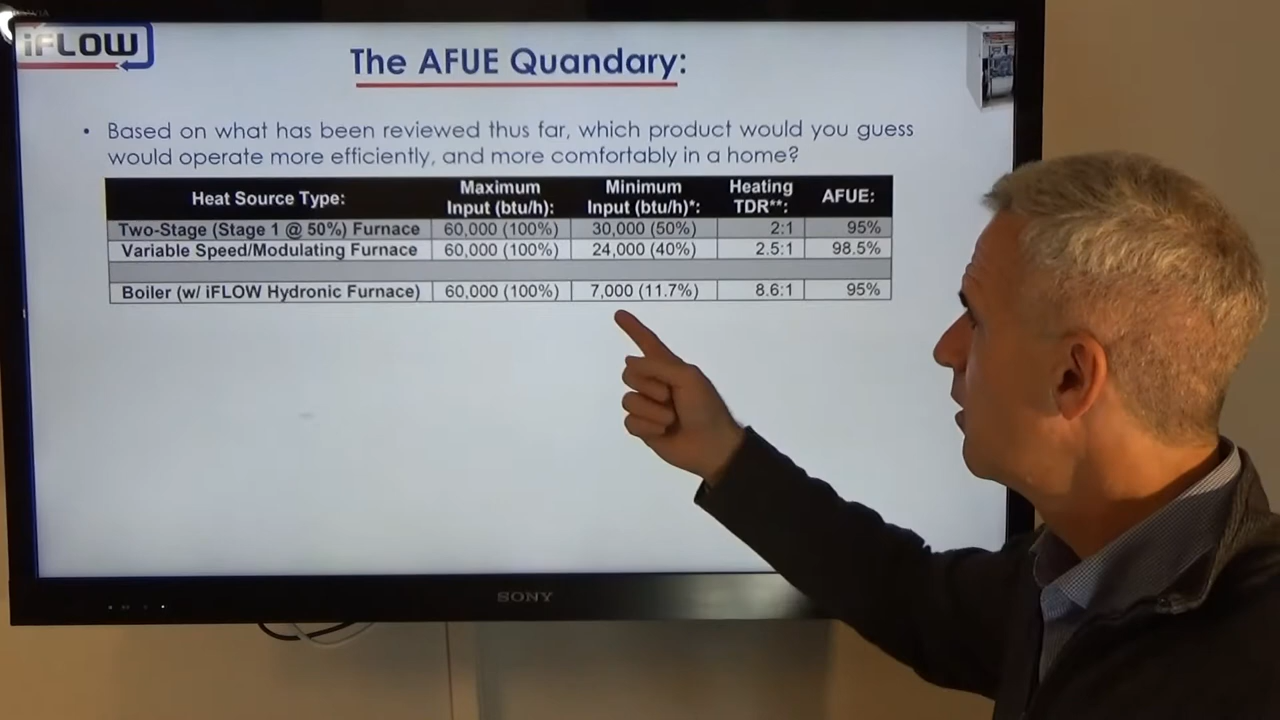 iFLOW
The AFUE Quandary:
• Based on what has been reviewed thus far, which product would you guess
would operate more efficiently, and more comfortably in a home?
Heat Source Type: Maximum Input (btu/h): Minimum Input (btu/h)*: Heating TDR**: AFUE:
Two-Stage (Stage 1 @ 50%) Furnace 60,000 (100%) 30,000 (50%) 2:1 95%
Variable Speed/Modulating Furnace 60,000 (100%) 24,000 (40%) 2.5:1 98.5%
Boiler (w/ iFLOW Hydronic Furnace) 60,000 (100%) 7,000 (11.7%) 8.6:1 95%
SONY